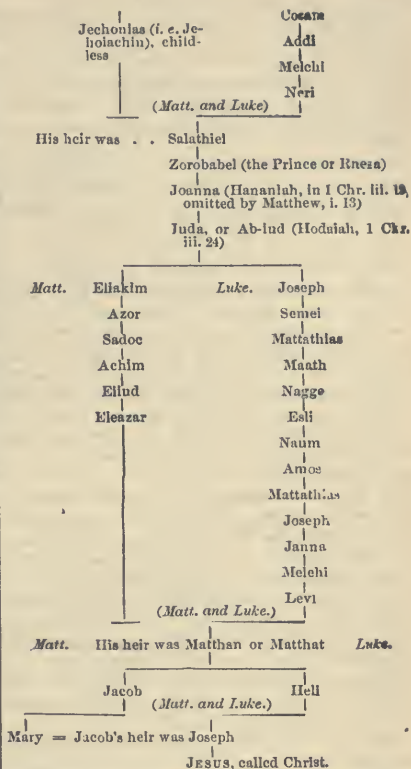 Jechonias (i. e. Je-
hoiachin), child-
less
Cosam
Addi
Melchi
Neri
(Matt. and Luke)
His heir was . . Salathiel
Zorobabel (the Prince or Rhesa)
Joanna (Hananiah, in 1 Chr. iii. 19,
omitted by Matthew, i. 13)
Juda, or Ab-iud (Hodaiah, 1 Chr.
iii. 24)
Matt. Eliakim
Azor
Sadoc
Achim
Eliud
Eleazar
Luke. Joseph
Semei
Mattathias
Maath
Nagge
Esli
Naum
Amos
Mattathias
Joseph
Janna
Melchi
Levi
(Matt. and Luke.)
Matt. His heir was Matthan or Matthat Luke.
Jacob Heli
(Matt. and Luke.)
Mary = Jacob's heir was Joseph
JESUS, called Christ.